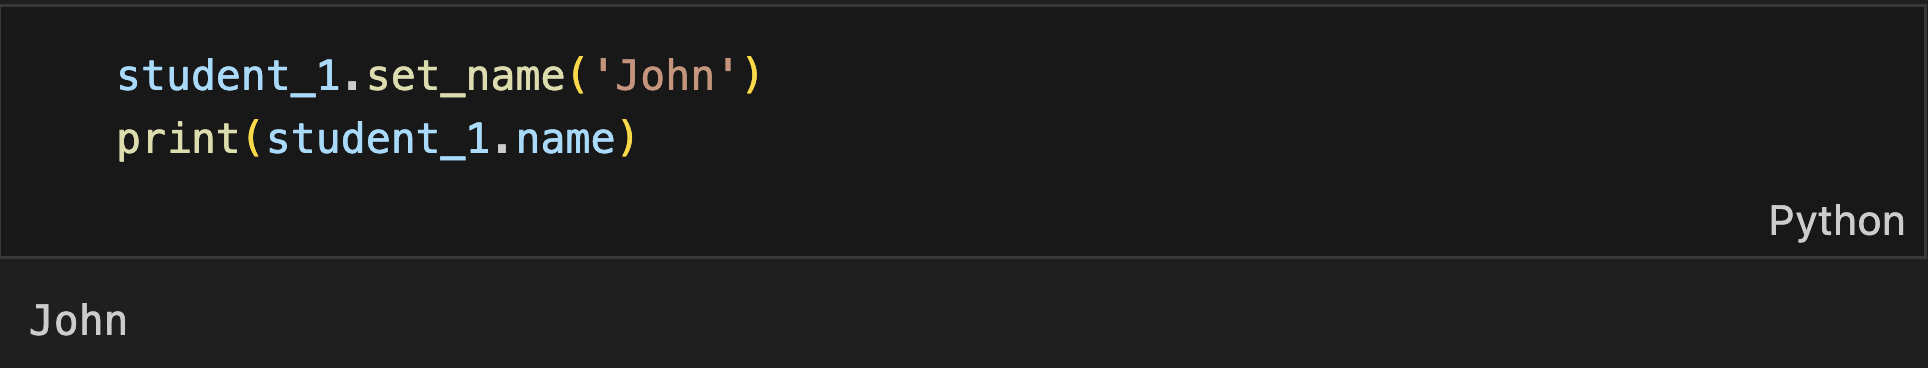 student_1.set_name('John')
print(student_1.name)
Python
John